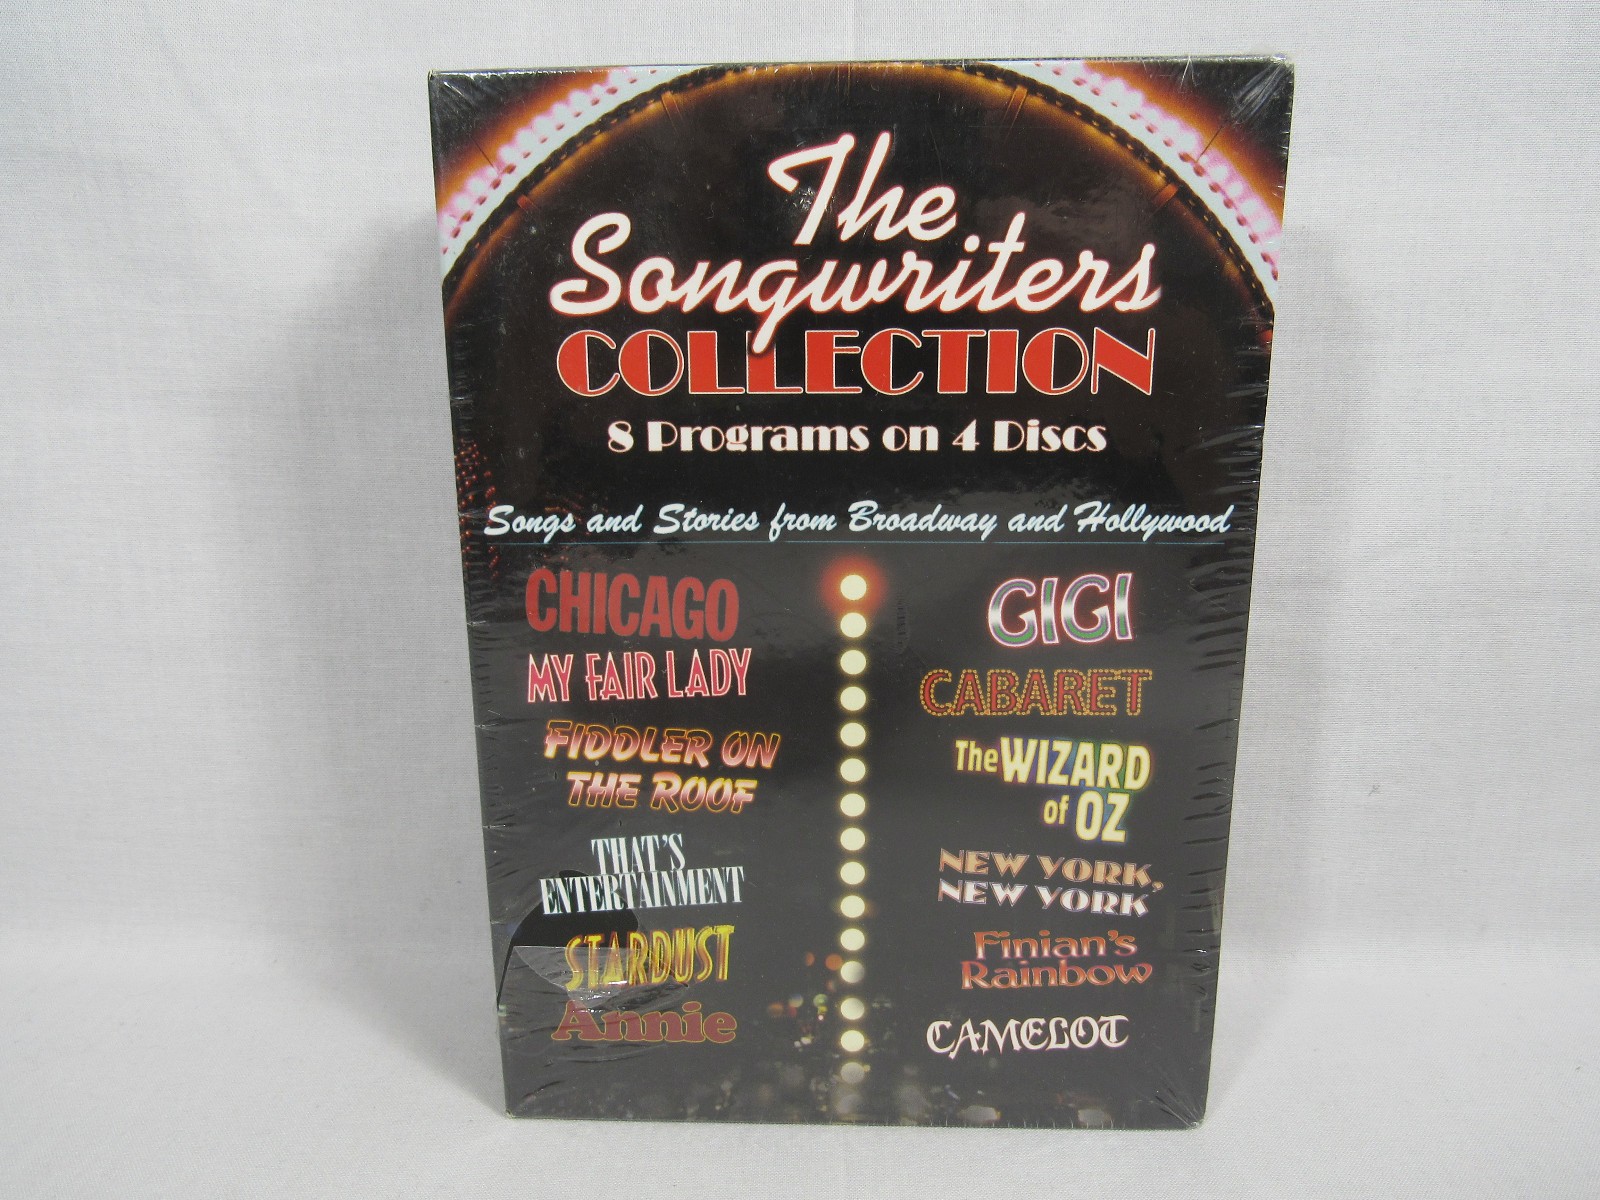 The
Songwriters
COLLECTION
8 Programs on 4 Discs
Songs and Stories from Broadway and Hollywood
CHICAGO
MY FAIR LADY
FIDDLER ON
THE ROOF
THAT'S
ENTERTAINMENT
STARDUST
Annie
GIGI
CABARET
The WIZARD
of OZ
NEW YORK,
NEW YORK
Finian's
Rainbow
CAMELOT